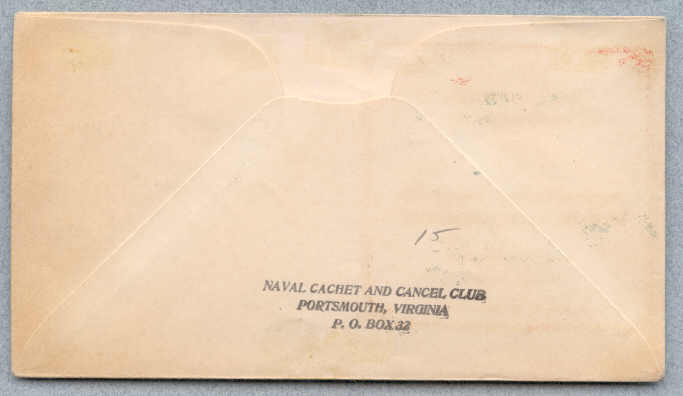 15
NAVAL CACHET AND CANCEL CLUB
PORTSMOUTH, VIRGINIA
P. O. BOX 32